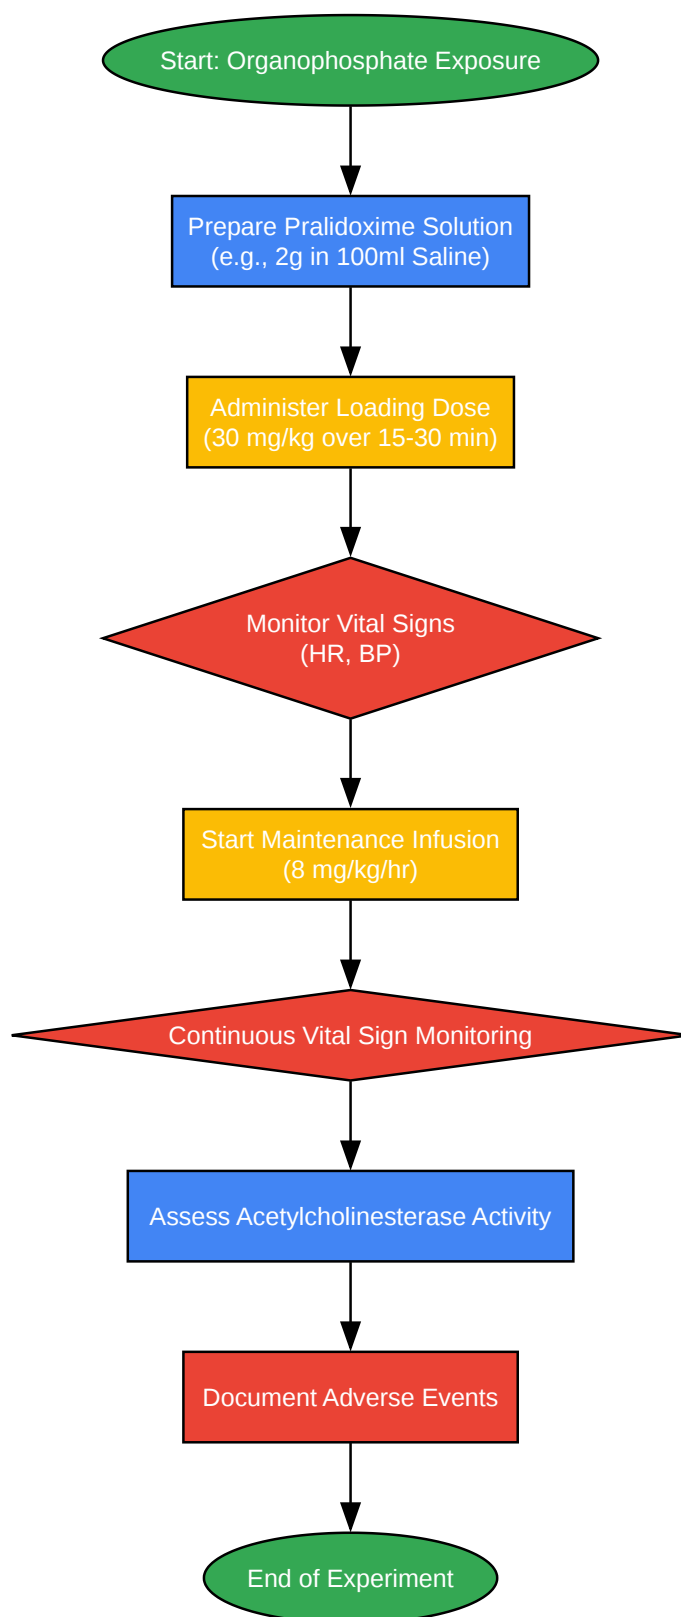 Start: Organophosphate Exposure
Prepare Pralidoxime Solution
(e.g., 2g in 100ml Saline)
Administer Loading Dose
(30 mg/kg over 15-30 min)
Monitor Vital Signs
(HR, BP)
Start Maintenance Infusion
(8 mg/kg/hr)
Continuous Vital Sign Monitoring
Assess Acetylcholinesterase Activity
Document Adverse Events
End of Experiment